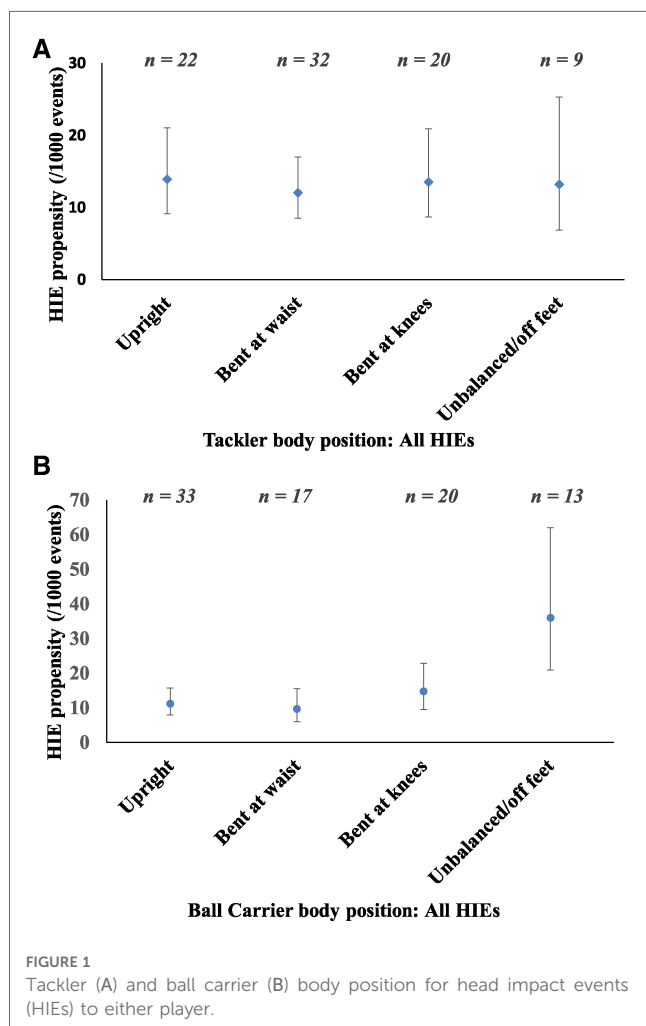 A
n = 22 n = 32 n = 20 n = 9
HIE propensity (/1000 events)
30
20
10
0
Upright
Bent at waist
Bent at knees
Unbalanced/off feet
Tackler body position: All HIEs
B
n = 33 n = 17 n = 20 n = 13
HIE propensity (/1000 events)
70
60
50
40
30
20
10
0
Upright
Bent at waist
Bent at knees
Unbalanced/off feet
Ball Carrier body position: All HIEs
FIGURE 1
Tackler (A) and ball carrier (B) body position for head impact events
(HIEs) to either player.